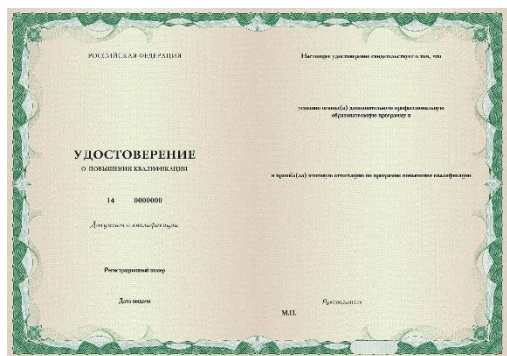 РОССИЙСКАЯ ФЕДЕРАЦИЯ
УДОСТОВЕРЕНИЕ
О ПОВЫШЕНИИ КВАЛИФИКАЦИИ
14 0000000
Документ о квалификации
Регистрационный номер
Дата выдачи
Настоящее удостоверение свидетельствует о том, что
освоил(а) дополнительную профессиональную
образовательную программу в
и прошёл(ла) итоговую аттестацию по программе повышения квалификации
Руководитель
М.П.